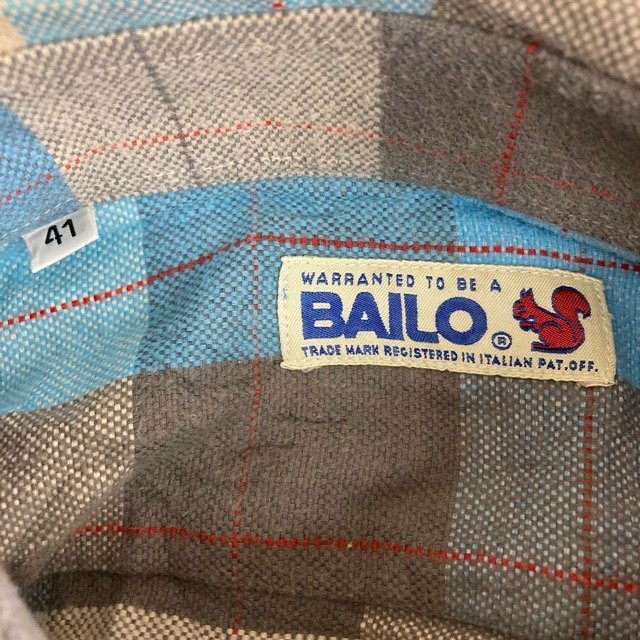 41
WARRANTED TO BE A
BAILO ®
TRADE MARK REGISTERED IN ITALIAN PAT.OFF.